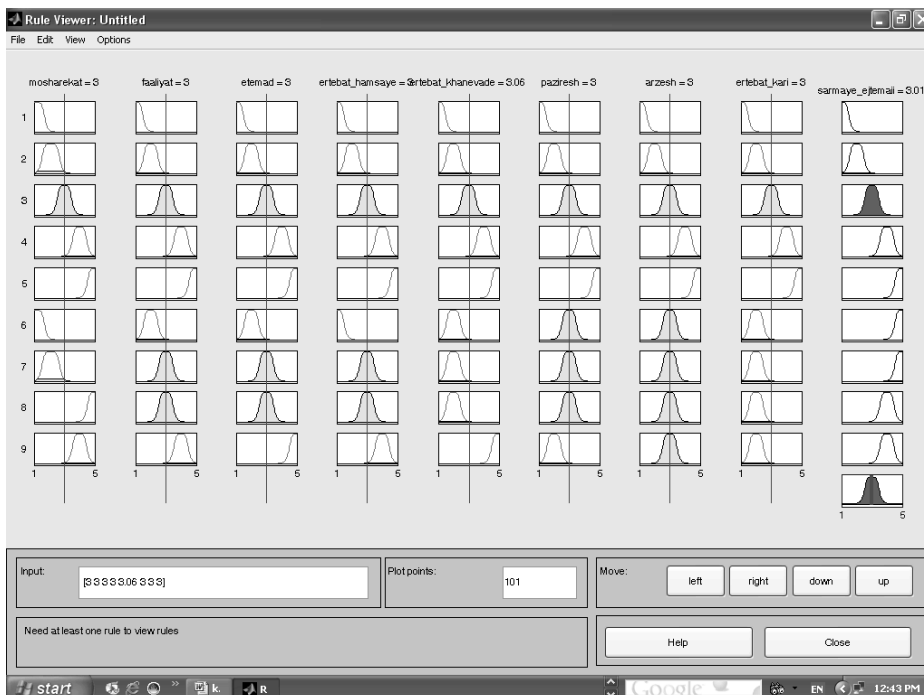 Rule Viewer: Untitled
File Edit View Options
mosharekat = 3 faaliyat = 3 etemad = 3 ertebat_hamsaye = 3 ertebat_khanevade = 3.06 paziresh = 3 arzesh = 3 ertebat_kari = 3 sarmaye_ejtemaii = 3.01
1
2
3
4
5
6
7
8
9
1 5 1 5 1 5 1 5 1 5 1 5 1 5 1 5
1 5
Input: [3 3 3 3 3.06 3 3 3] Plot points: 101 Move: left right down up
Need at least one rule to view rules
Help Close
start k. R Google EN 12:43 PM